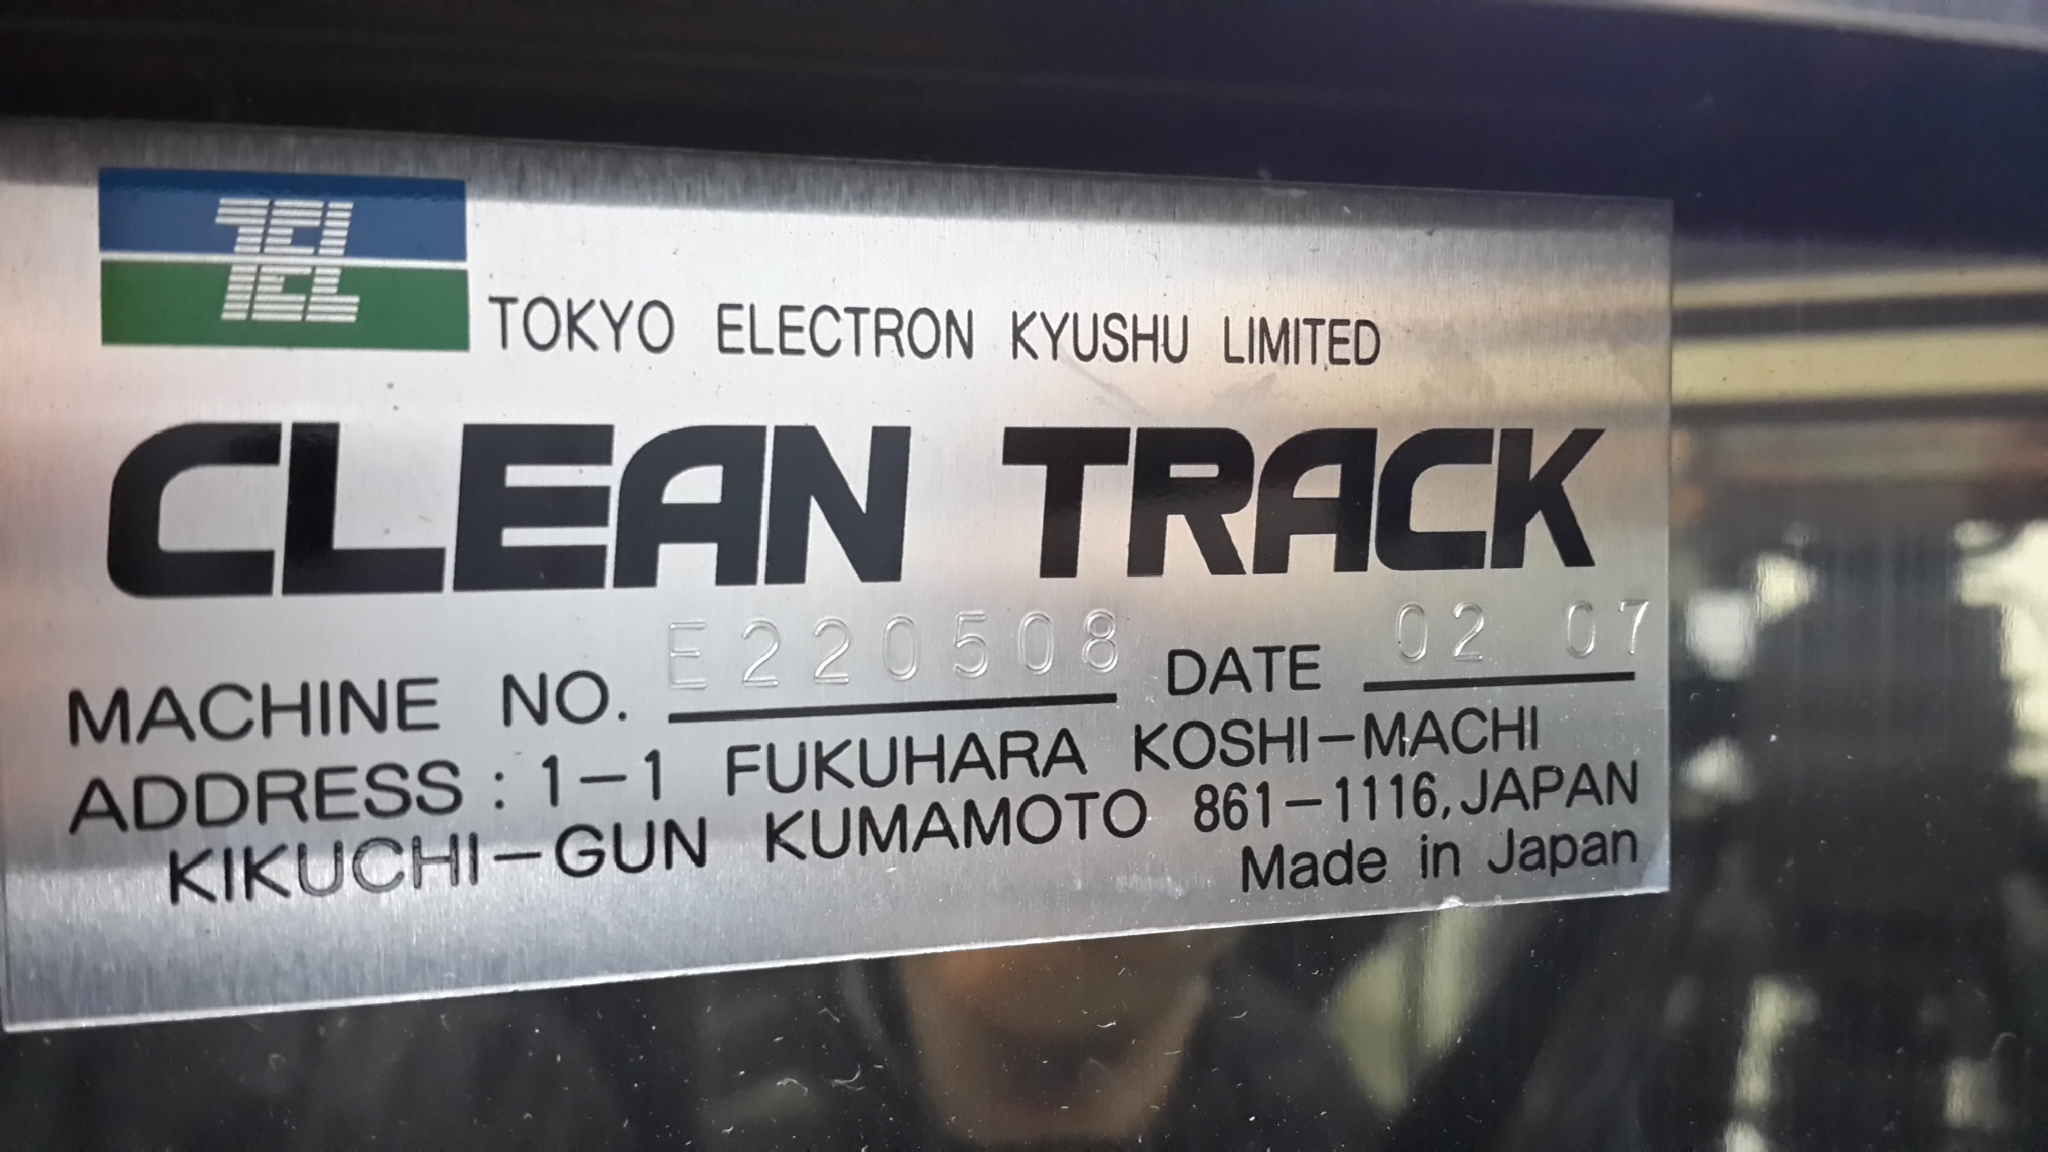 TEL
TOKYO ELECTRON KYUSHU LIMITED
CLEAN TRACK
MACHINE NO. E220508 DATE 02 07
ADDRESS : 1-1 FUKUHARA KOSHI-MACHI
KIKUCHI-GUN KUMAMOTO 861-1116, JAPAN
Made in Japan